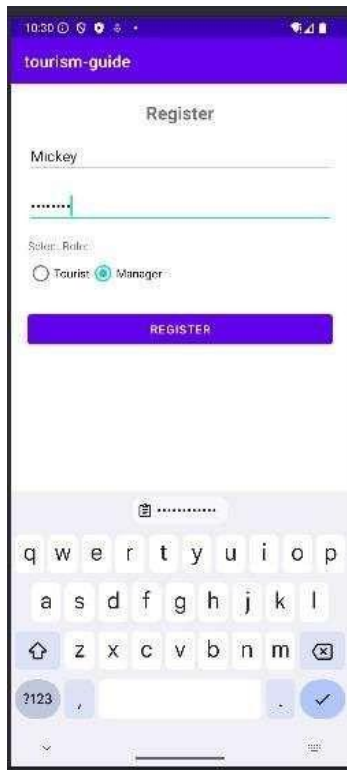 10:30
tourism-guide
Register
Mickey
••••••••
Select Role:
Tourist Manager
REGISTER
••••••••••••
q w e r t y u i o p
a s d f g h j k l
z x c v b n m
?123 , .